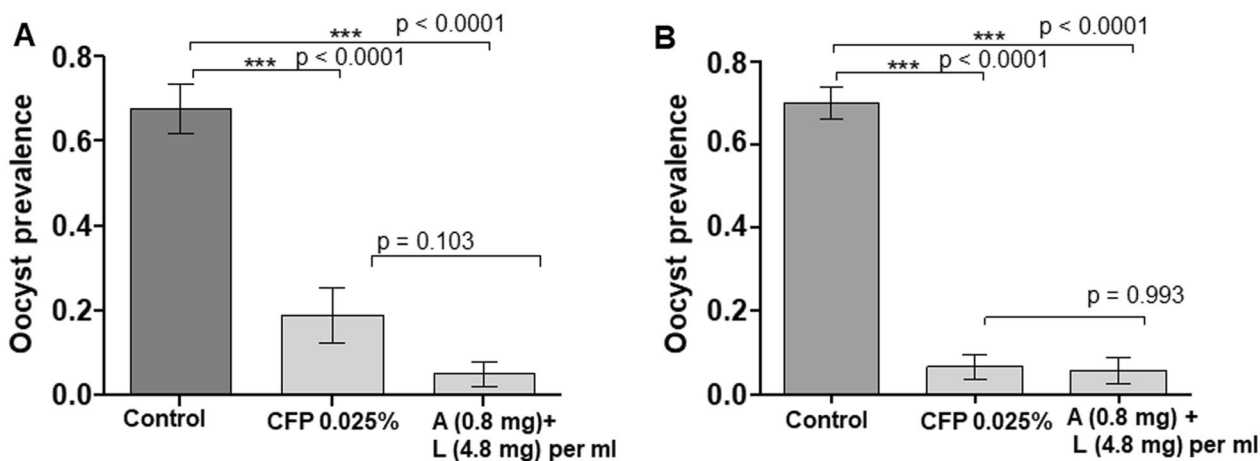 A
*** p < 0.0001
*** p < 0.0001
p = 0.103
Oocyst prevalence
0.8
0.6
0.4
0.2
0.0
Control
CFP 0.025%
A (0.8 mg)+
L (4.8 mg) per ml
B
*** p < 0.0001
*** p < 0.0001
p = 0.993
Oocyst prevalence
0.8
0.6
0.4
0.2
0.0
Control
CFP 0.025%
A (0.8 mg) +
L (4.8 mg) per ml